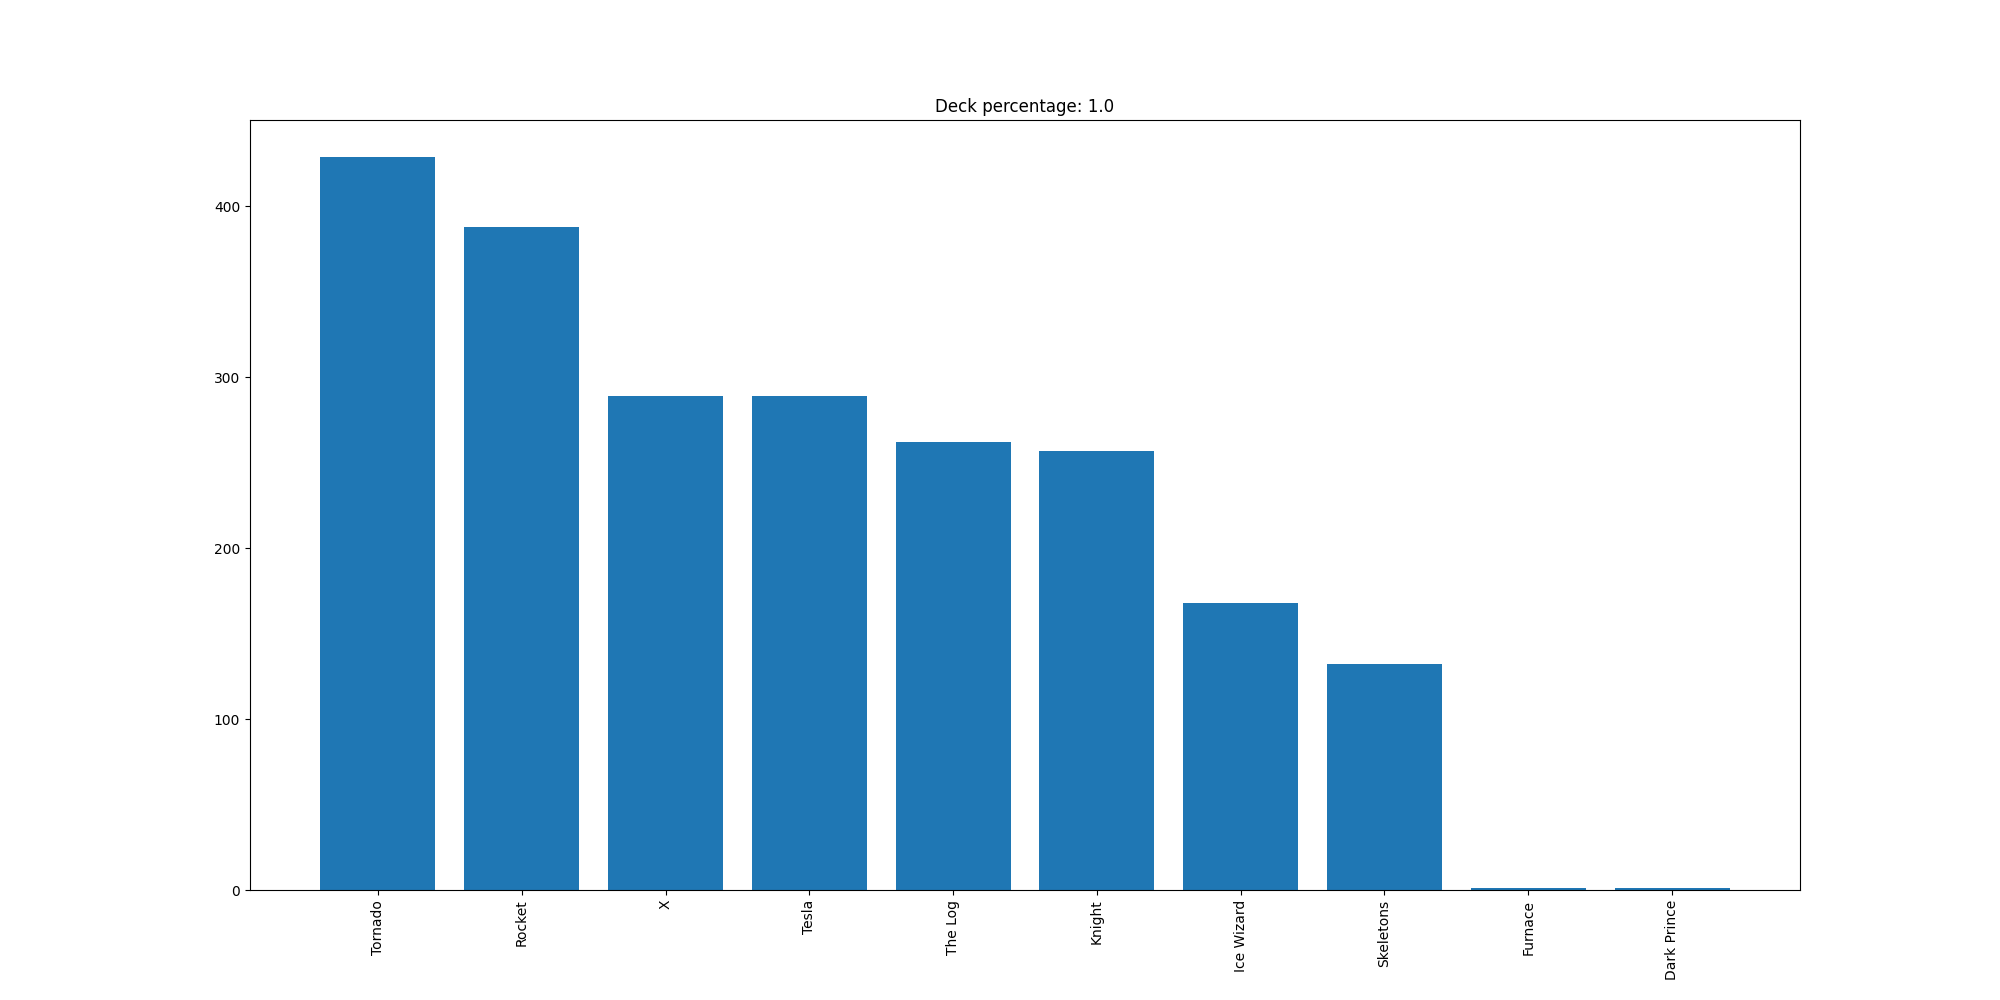 Deck percentage: 1.0
400
300
200
100
0
Tornado
Rocket
X
Tesla
The Log
Knight
Ice Wizard
Skeletons
Furnace
Dark Prince